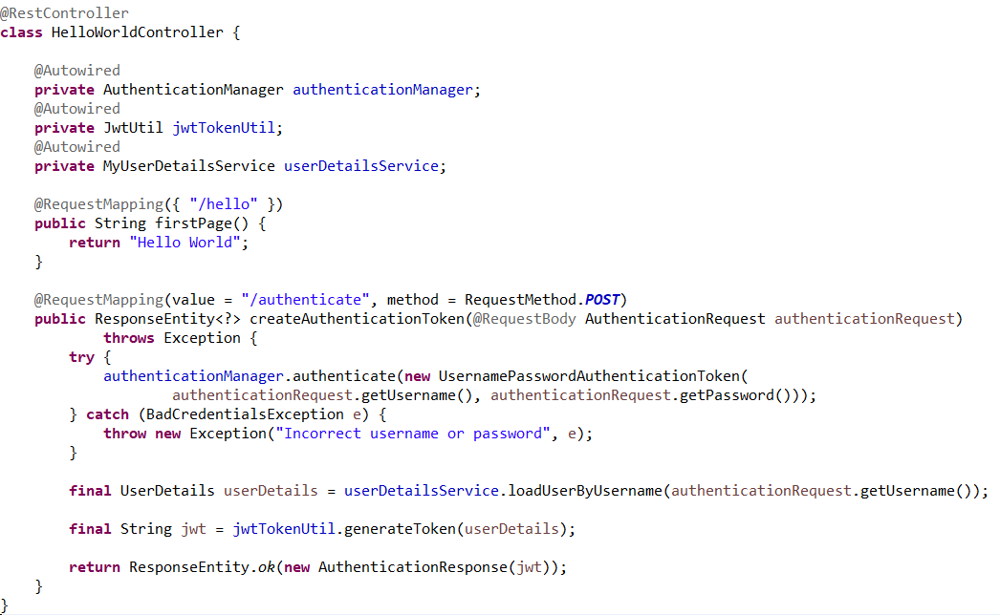 @RestController
class HelloWorldController {
@Autowired
private AuthenticationManager authenticationManager;
@Autowired
private JwtUtil jwtTokenUtil;
@Autowired
private MyUserDetailsService userDetailsService;
@RequestMapping({ "/hello" })
public String firstPage() {
return "Hello World";
}
@RequestMapping(value = "/authenticate", method = RequestMethod.POST)
public ResponseEntity<?> createAuthenticationToken(@RequestBody AuthenticationRequest authenticationRequest)
throws Exception {
try {
authenticationManager.authenticate(new UsernamePasswordAuthenticationToken(
authenticationRequest.getUsername(), authenticationRequest.getPassword()));
} catch (BadCredentialsException e) {
throw new Exception("Incorrect username or password", e);
}
final UserDetails userDetails = userDetailsService.loadUserByUsername(authenticationRequest.getUsername());
final String jwt = jwtTokenUtil.generateToken(userDetails);
return ResponseEntity.ok(new AuthenticationResponse(jwt));
}
}